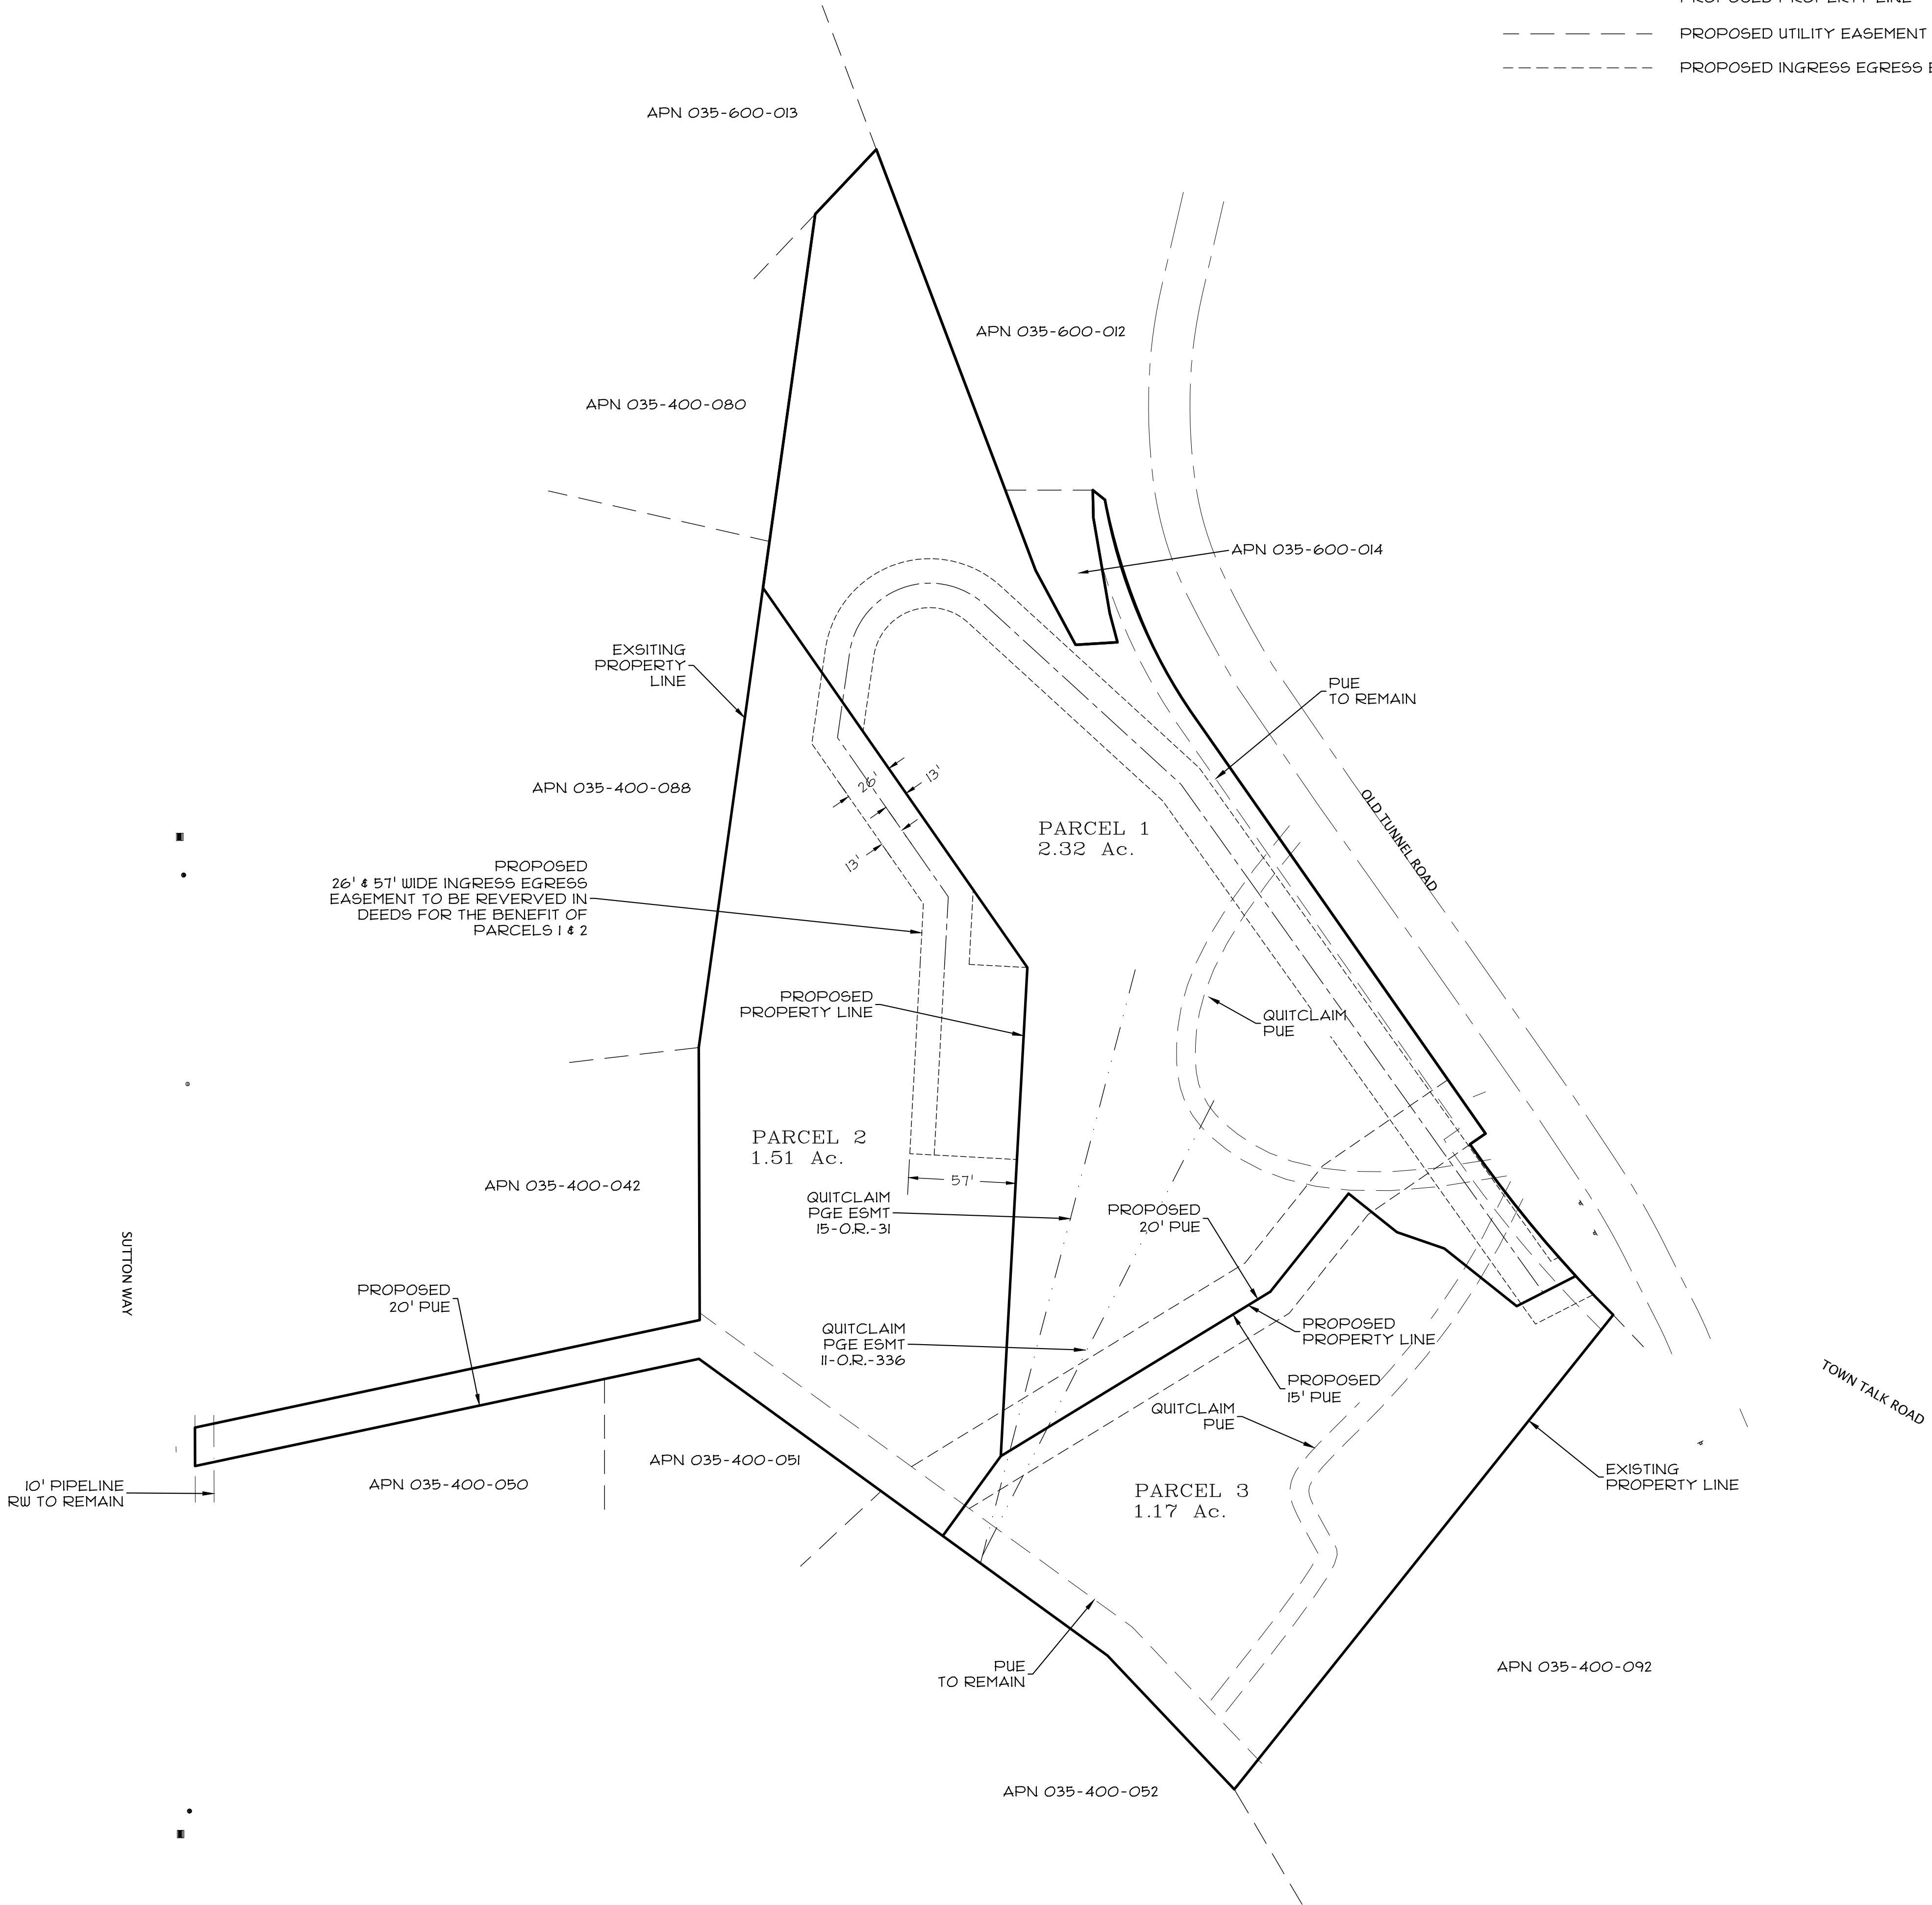 PROPOSED PROPERTY LINE
PROPOSED UTILITY EASEMENT
PROPOSED INGRESS EGRESS
APN 035-600-013
APN 035-600-012
APN 035-400-080
APN 035-600-014
EXSITING
PROPERTY
LINE
PUE
TO REMAIN
APN 035-400-088
26'
13'
13'
OLD TUNNEL ROAD
PARCEL 1
2.32 Ac.
PROPOSED
26' & 57' WIDE INGRESS EGRESS
EASEMENT TO BE REVERVED IN
DEEDS FOR THE BENEFIT OF
PARCELS 1 & 2
PROPOSED
PROPERTY LINE
QUITCLAIM
PUE
PARCEL 2
1.51 Ac.
57'
APN 035-400-042
QUITCLAIM
PGE ESMT
15-O.R.-31
PROPOSED
20' PUE
SUTTON WAY
PROPOSED
20' PUE
QUITCLAIM
PGE ESMT
11-O.R.-336
PROPOSED
PROPERTY LINE
PROPOSED
15' PUE
TOWN TALK ROAD
QUITCLAIM
PUE
10' PIPELINE
RW TO REMAIN
APN 035-400-050
APN 035-400-051
PARCEL 3
1.17 Ac.
EXISTING
PROPERTY LINE
PUE
TO REMAIN
APN 035-400-092
APN 035-400-052